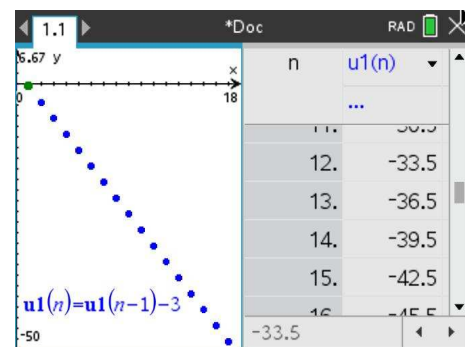 1.1 *Doc RAD
6.67 y
x
0 18
u1(n)=u1(n-1)-3
-50
n u1(n)
...
12. -33.5
13. -36.5
14. -39.5
15. -42.5
-33.5